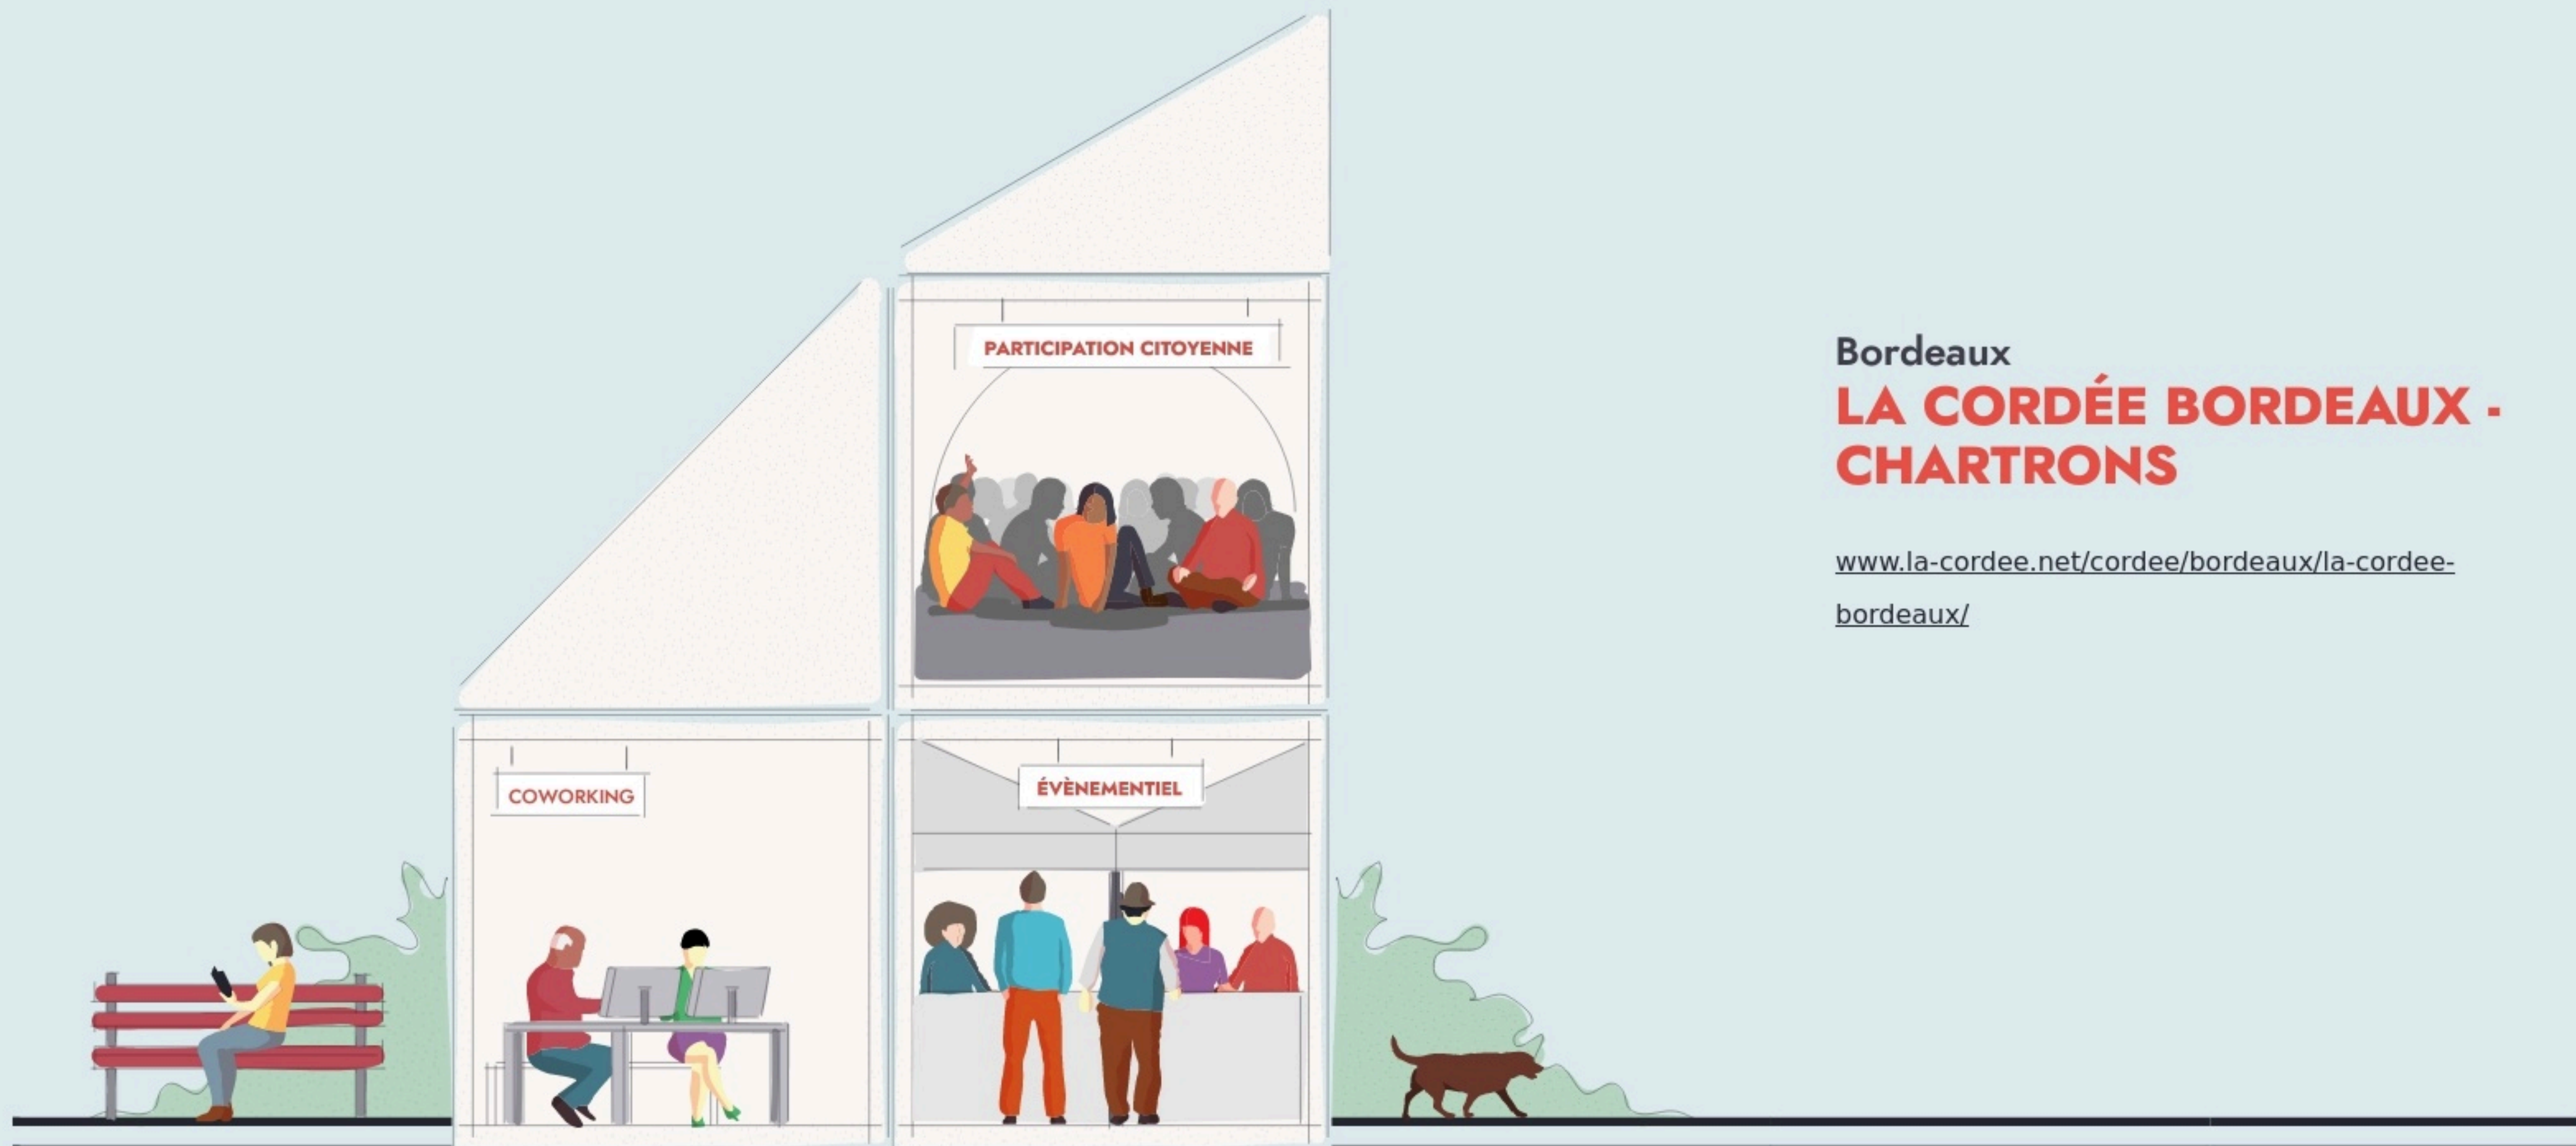 PARTICIPATION CITOYENNE
COWORKING
ÉVÈNEMENTIEL
Bordeaux
LA CORDÉE BORDEAUX -
CHARTRONS
www.la-cordee.net/cordee/bordeaux/la-cordee-
bordeaux/